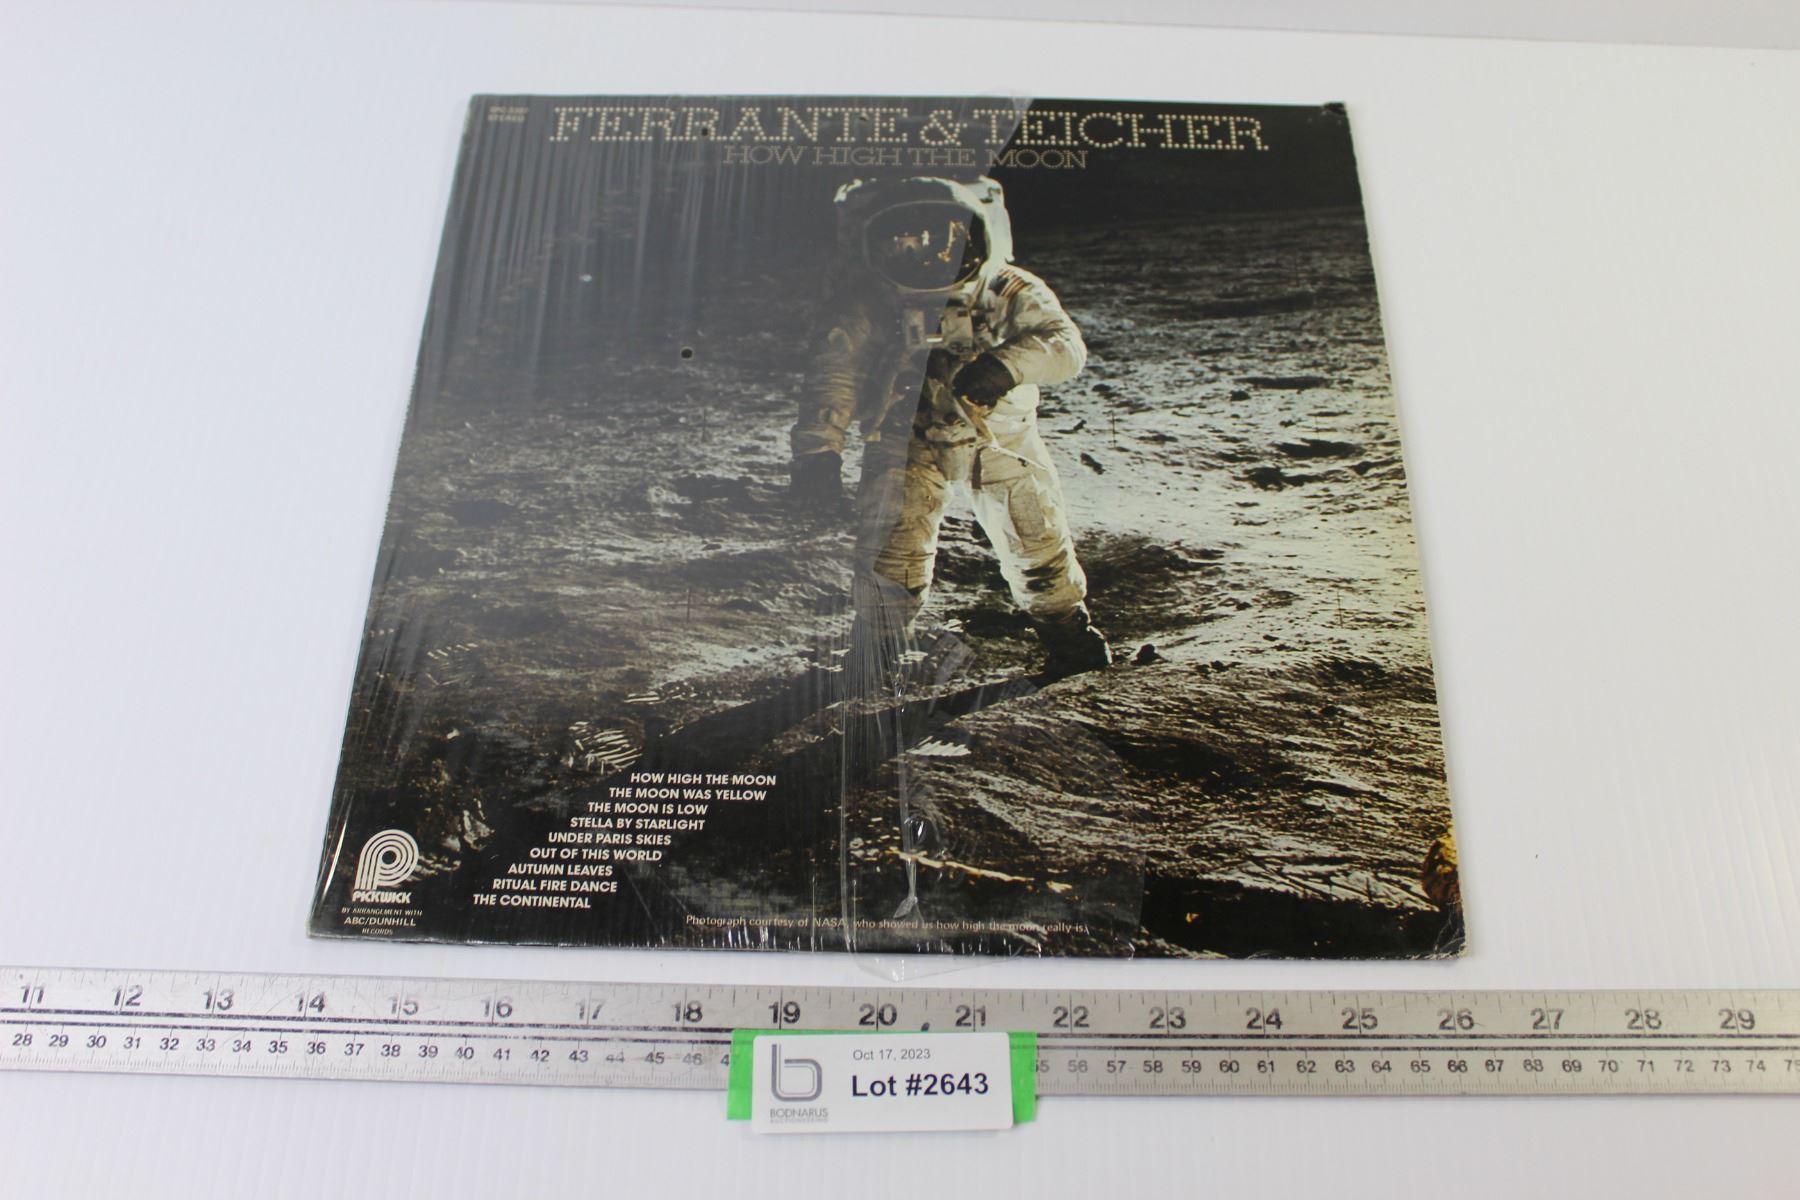 STEREO
FERRANTE & TEICHER
HOW HIGH THE MOON
HOW HIGH THE MOON
THE MOON WAS YELLOW
THE MOON IS LOW
STELLA BY STARLIGHT
UNDER PARIS SKIES
OUT OF THIS WORLD
AUTUMN LEAVES
RITUAL FIRE DANCE
THE CONTINENTAL
PICKWICK
BY ARRANGEMENT WITH
ABC/DUNHILL
RECORDS
Photograph courtesy of NASA, who showed us how high the moon really is.
11 12 13 14 15 16 17 18 19 20 21 22 23 24 25 26 27 28 29
28 29 30 31 32 33 34 35 36 37 38 39 40 41 42 43 44 45 46 55 56 57 58 59 60 61 62 63 64 65 66 67 68 69 70 71 72 73 74
Oct 17, 2023
Lot #2643
BODNARUS
AUCTIONEERING